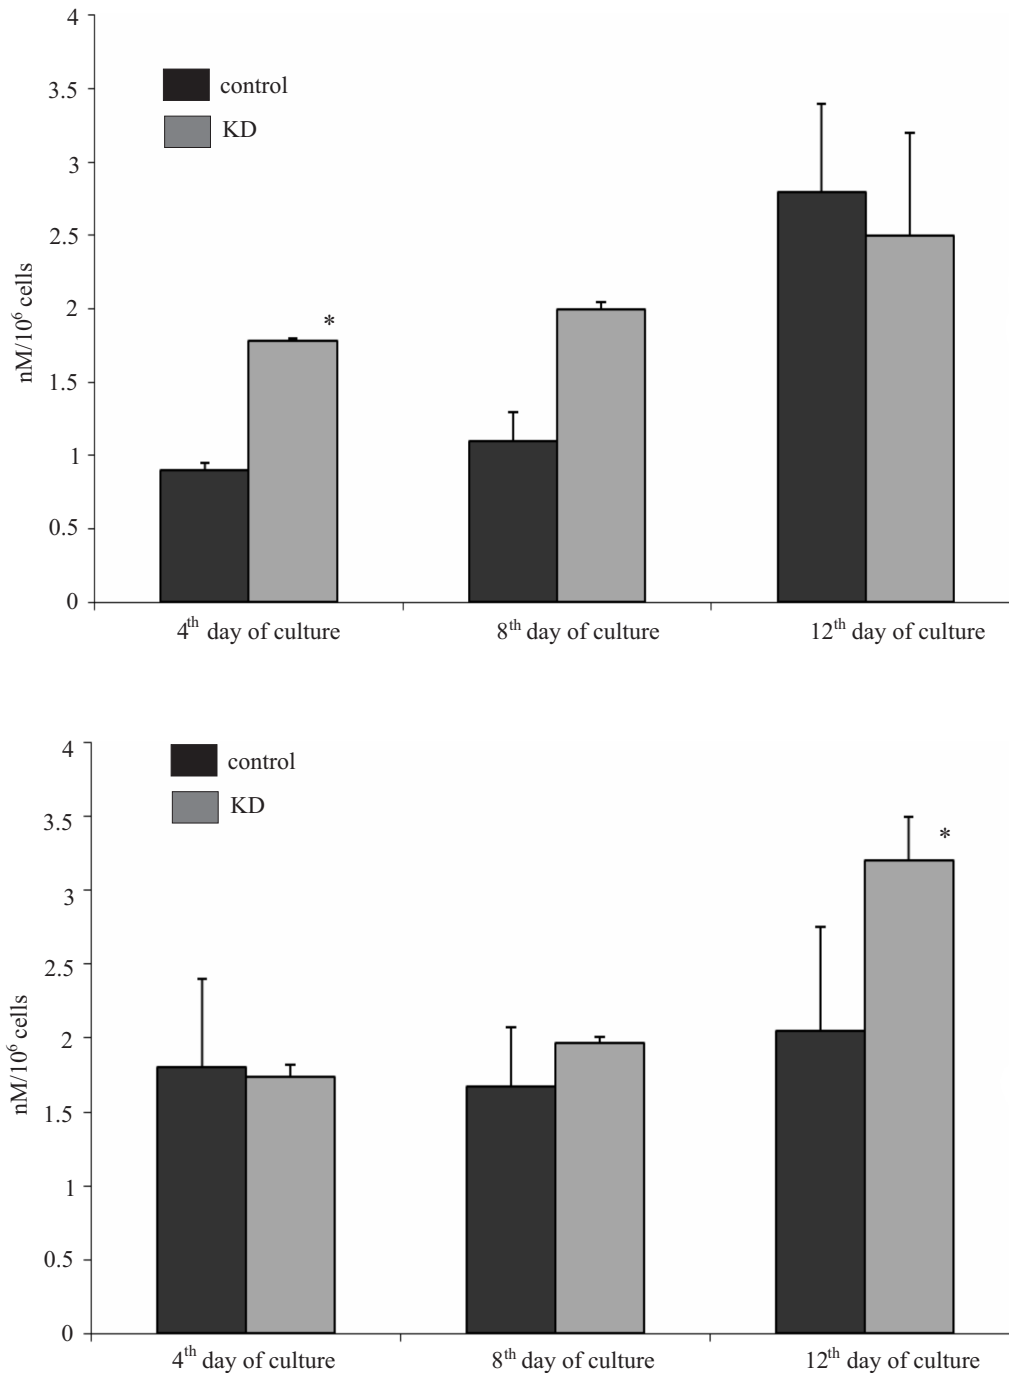 4
3.5
3
2.5
2
1.5
1
0.5
0
nM/10⁶ cells
control
KD
*
4th day of culture
8th day of culture
12th day of culture
4
3.5
3
2.5
2
1.5
1
0.5
0
nM/10⁶ cells
control
KD
*
4th day of culture
8th day of culture
12th day of culture